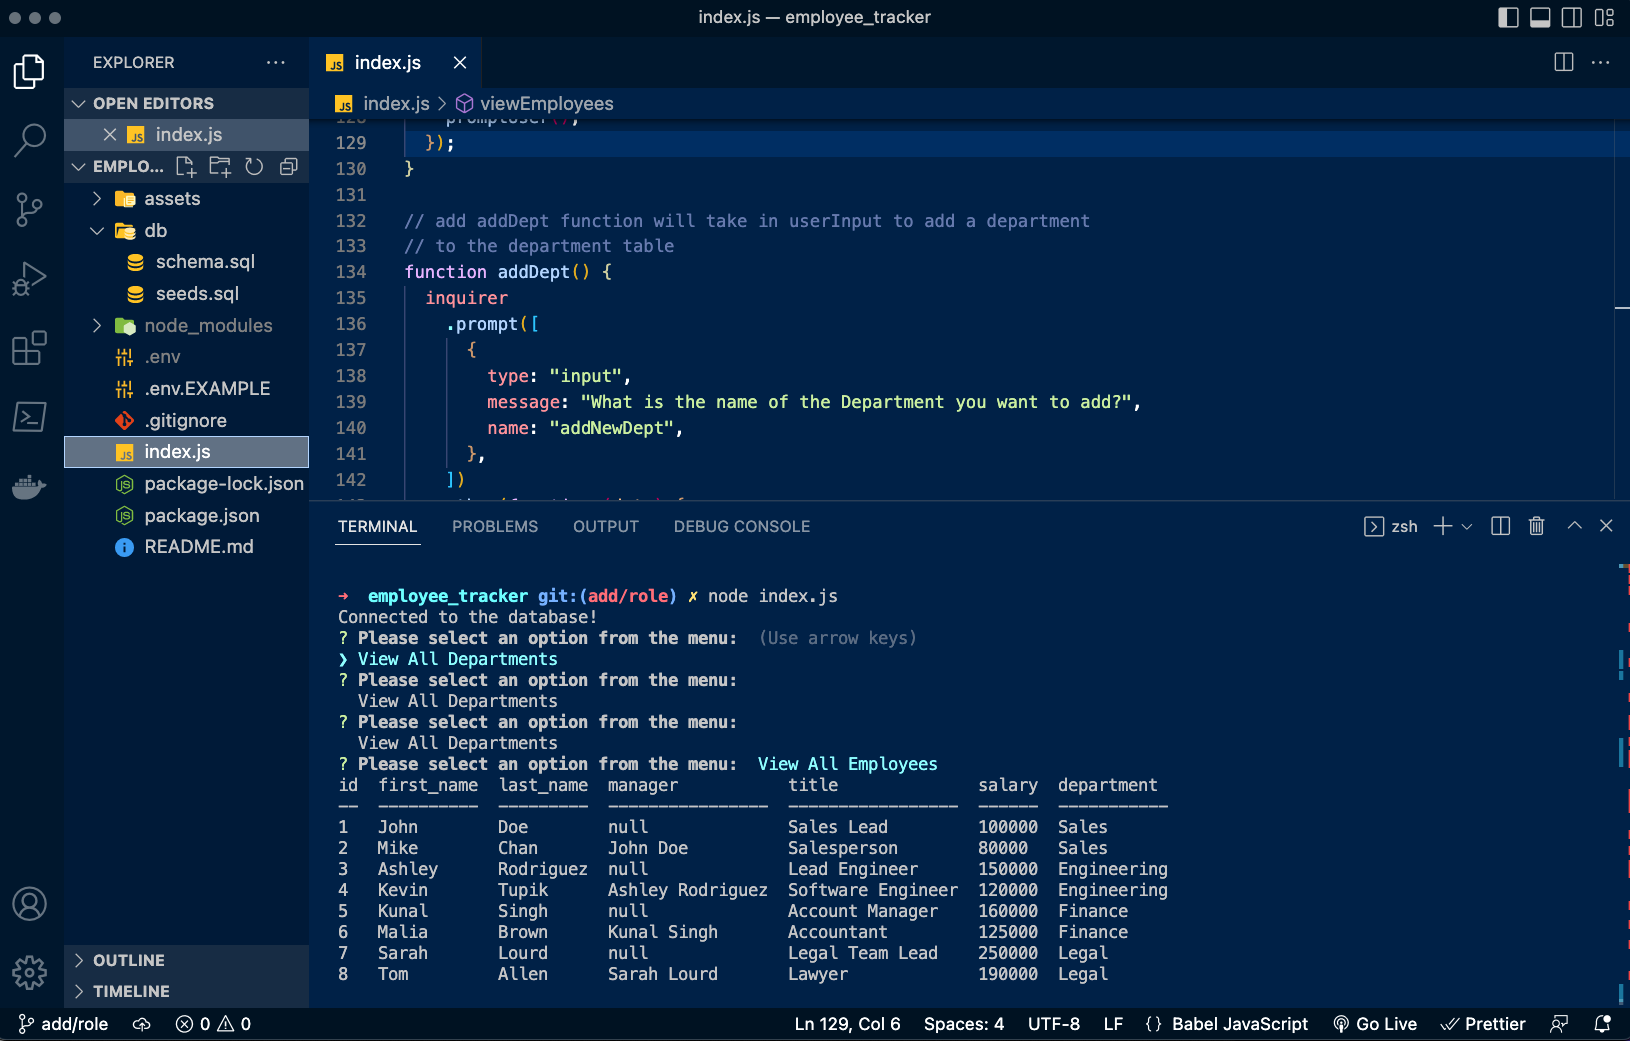 index.js — employee_tracker
EXPLORER
OPEN EDITORS
index.js
EMPLO...
assets
db
schema.sql
seeds.sql
node_modules
.env
.env.EXAMPLE
.gitignore
index.js
package-lock.json
package.json
README.md
OUTLINE
TIMELINE
index.js
index.js > viewEmployees
129 });
130 }
131
132 // add addDept function will take in userInput to add a department
133 // to the department table
134 function addDept() {
135 inquirer
136 .prompt([
137 {
138 type: "input",
139 message: "What is the name of the Department you want to add?",
140 name: "addNewDept",
141 },
142 ])
TERMINAL PROBLEMS OUTPUT DEBUG CONSOLE zsh
➜ employee_tracker git:(add/role) ✗ node index.js
Connected to the database!
? Please select an option from the menu: (Use arrow keys)
❯ View All Departments
? Please select an option from the menu:
View All Departments
? Please select an option from the menu:
View All Departments
? Please select an option from the menu: View All Employees
id first_name last_name manager title salary department
-- ---------- --------- ---------------- ----------------- ------ -----------
1 John Doe null Sales Lead 100000 Sales
2 Mike Chan John Doe Salesperson 80000 Sales
3 Ashley Rodriguez null Lead Engineer 150000 Engineering
4 Kevin Tupik Ashley Rodriguez Software Engineer 120000 Engineering
5 Kunal Singh null Account Manager 160000 Finance
6 Malia Brown Kunal Singh Accountant 125000 Finance
7 Sarah Lourd null Legal Team Lead 250000 Legal
8 Tom Allen Sarah Lourd Lawyer 190000 Legal
add/role 0 0 Ln 129, Col 6 Spaces: 4 UTF-8 LF {} Babel JavaScript Go Live Prettier